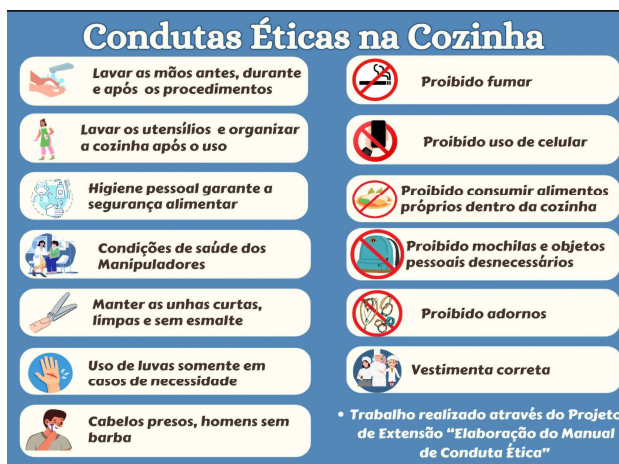 Condutas Éticas na Cozinha
Lavar as mãos antes, durante
e após os procedimentos
Lavar os utensílios e organizar
a cozinha após o uso
Higiene pessoal garante a
segurança alimentar
Condições de saúde dos
Manipuladores
Manter as unhas curtas,
limpas e sem esmalte
Uso de luvas somente em
casos de necessidade
Cabelos presos, homens sem
barba
Proibido fumar
Proibido uso de celular
Proibido consumir alimentos
próprios dentro da cozinha
Proibido mochilas e objetos
pessoais desnecessários
Proibido adornos
Vestimenta correta
• Trabalho realizado através do Projeto
de Extensão “Elaboração do Manual
de Conduta Ética”